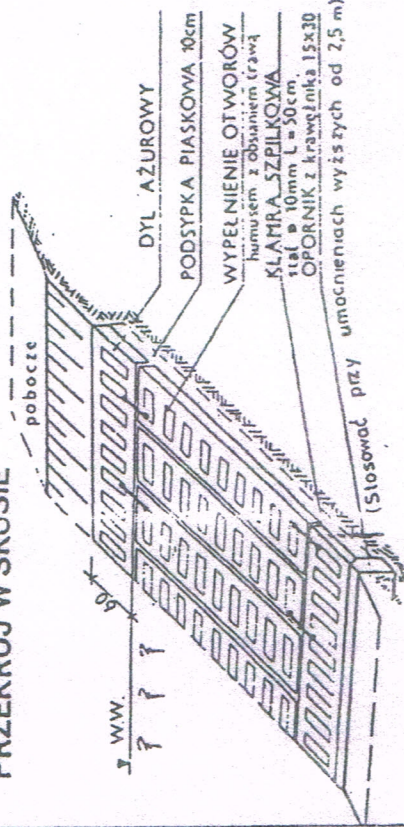 PRZEKRÓJ W SKOSIE
pobocze
60
W.W.
DYL AŻUROWY
PODSYPKA PIASKOWA 10cm
WYPEŁNIENIE OTWORÓW
humusem z obsianiem trawą
KLAMRA SZPILKOWA
stal ø 10mm L = 50cm.
OPORNIK z krawężnika 15x30
(Stosować przy umocnieniach wyższych od 2,5 m)